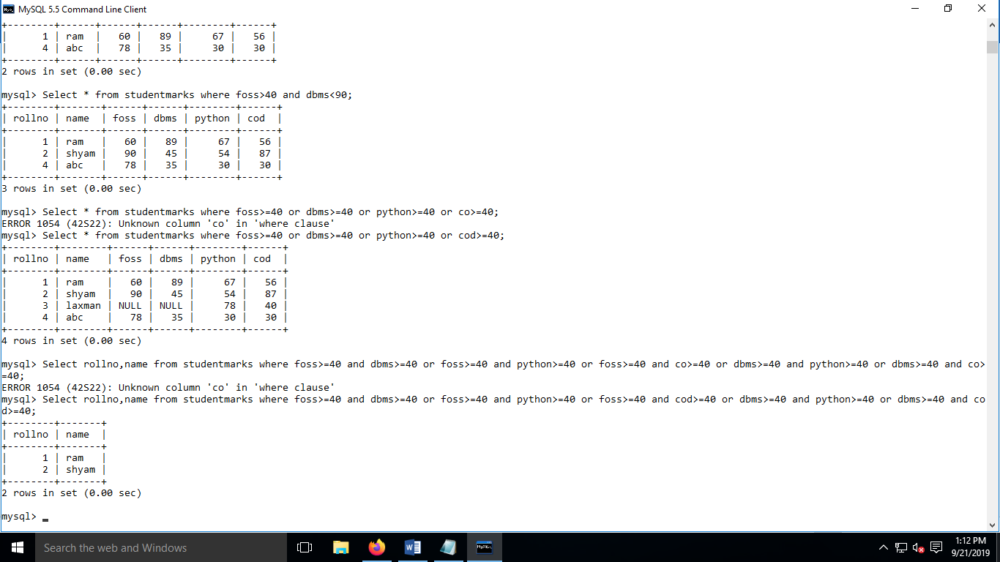 MySQL 5.5 Command Line Client
+--------+------+------+------+--------+------+
|      1 | ram  |   60 |   89 |     67 |   56 |
|      4 | abc  |   78 |   35 |     30 |   30 |
+--------+------+------+------+--------+------+
2 rows in set (0.00 sec)

mysql> Select * from studentmarks where foss>40 and dbms<90;
+--------+-------+------+------+--------+------+
| rollno | name  | foss | dbms | python | cod  |
+--------+-------+------+------+--------+------+
|      1 | ram   |   60 |   89 |     67 |   56 |
|      2 | shyam |   90 |   45 |     54 |   87 |
|      4 | abc   |   78 |   35 |     30 |   30 |
+--------+-------+------+------+--------+------+
3 rows in set (0.00 sec)

mysql> Select * from studentmarks where foss>=40 or dbms>=40 or python>=40 or co>=40;
ERROR 1054 (42S22): Unknown column 'co' in 'where clause'
mysql> Select * from studentmarks where foss>=40 or dbms>=40 or python>=40 or cod>=40;
+--------+--------+------+------+--------+------+
| rollno | name   | foss | dbms | python | cod  |
+--------+--------+------+------+--------+------+
|      1 | ram    |   60 |   89 |     67 |   56 |
|      2 | shyam  |   90 |   45 |     54 |   87 |
|      3 | laxman | NULL | NULL |     78 |   40 |
|      4 | abc    |   78 |   35 |     30 |   30 |
+--------+--------+------+------+--------+------+
4 rows in set (0.00 sec)

mysql> Select rollno,name from studentmarks where foss>=40 and dbms>=40 or foss>=40 and python>=40 or foss>=40 and co>=40 or dbms>=40 and python>=40 or dbms>=40 and co>
=40;
ERROR 1054 (42S22): Unknown column 'co' in 'where clause'
mysql> Select rollno,name from studentmarks where foss>=40 and dbms>=40 or foss>=40 and python>=40 or foss>=40 and cod>=40 or dbms>=40 and python>=40 or dbms>=40 and co
d>=40;
+--------+-------+
| rollno | name  |
+--------+-------+
|      1 | ram   |
|      2 | shyam |
+--------+-------+
2 rows in set (0.00 sec)

mysql> _
Search the web and Windows
1:12 PM
9/21/2019